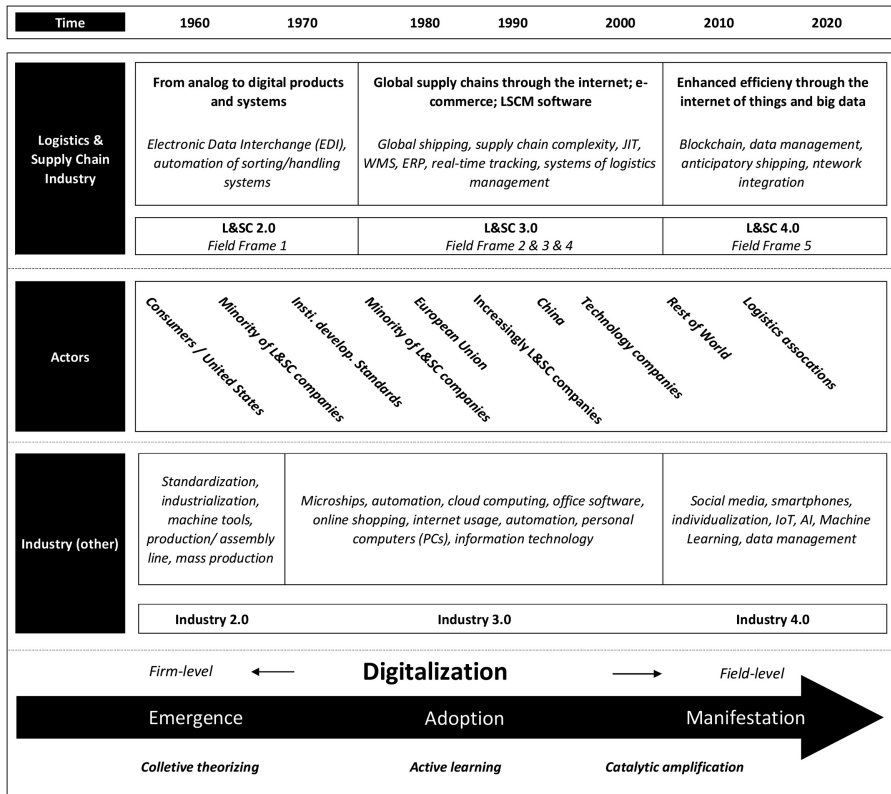 Time 1960 1970 1980 1990 2000 2010 2020
Logistics &
Supply Chain
Industry
From analog to digital products
and systems
Electronic Data Interchange (EDI),
automation of sorting/handling
systems
Global supply chains through the internet; e-
commerce; LSCM software
Global shipping, supply chain complexity, JIT,
WMS, ERP, real-time tracking, systems of logistics
management
Enhanced efficieny through the
internet of things and big data
Blockchain, data management,
anticipatory shipping, ntework
integration
L&SC 2.0
Field Frame 1
L&SC 3.0
Field Frame 2 & 3 & 4
L&SC 4.0
Field Frame 5
Actors
Consumers / United States
Minority of L&SC companies
Insti. develop. Standards
Minority of L&SC companies
European Union
Increasingly L&SC companies
China
Technology companies
Rest of World
Logistics assocations
Industry (other)
Standardization,
industrialization,
machine tools,
production/ assembly
line, mass production
Microships, automation, cloud computing, office software,
online shopping, internet usage, automation, personal
computers (PCs), information technology
Social media, smartphones,
individualization, IoT, AI, Machine
Learning, data management
Industry 2.0 Industry 3.0 Industry 4.0
Firm-level Digitalization Field-level
Emergence Adoption Manifestation
Colletive theorizing Active learning Catalytic amplification